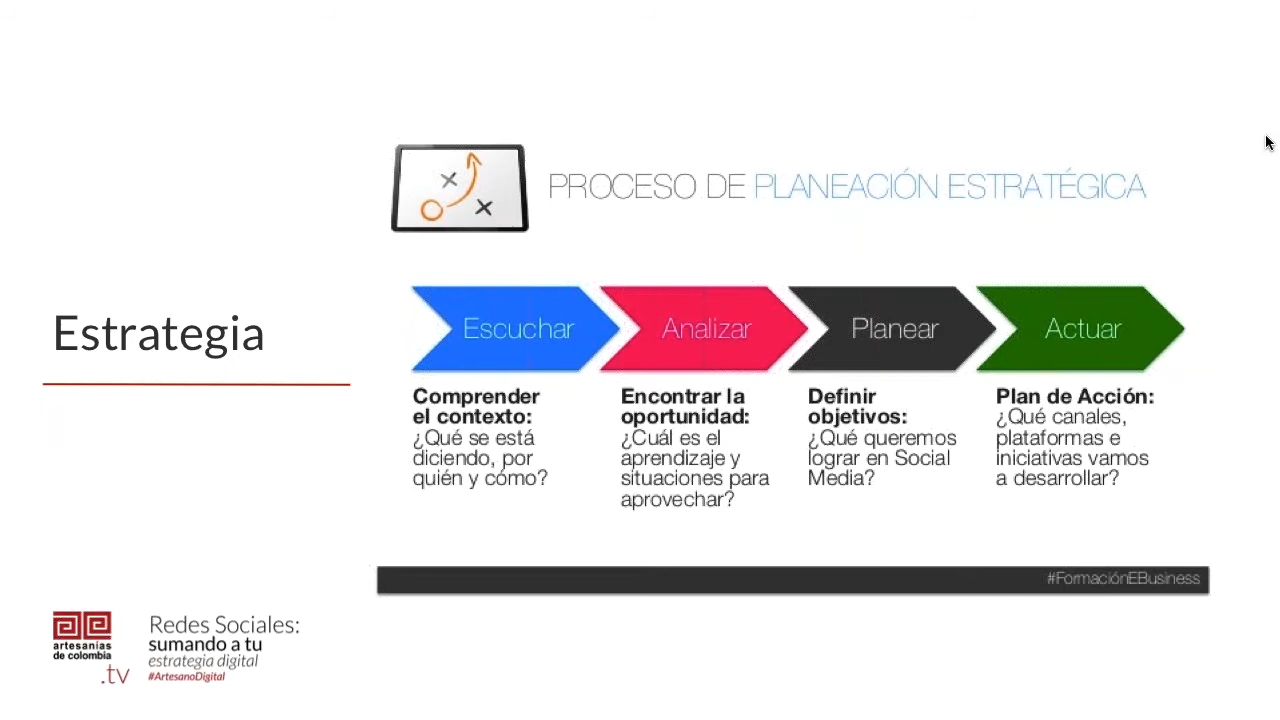 PROCESO DE PLANEACIÓN ESTRATÉGICA
Estrategia
Escuchar
Analizar
Planear
Actuar
Comprender
el contexto:
¿Qué se está
diciendo, por
quién y cómo?
Encontrar la
oportunidad:
¿Cuál es el
aprendizaje y
situaciones para
aprovechar?
Definir
objetivos:
¿Qué queremos
lograr en Social
Media?
Plan de Acción:
¿Qué canales,
plataformas e
iniciativas vamos
a desarrollar?
#FormaciónEBusiness
artesanías
de colombia
.tv
Redes Sociales:
sumando a tu
estrategia digital
#ArtesanoDigital